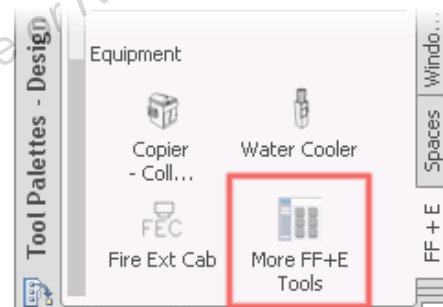 Tool Palettes - Design
Equipment
Copier
- Coll...
Water Cooler
FEC
Fire Ext Cab
More FF+E
Tools
Windo...
Spaces
FF + E